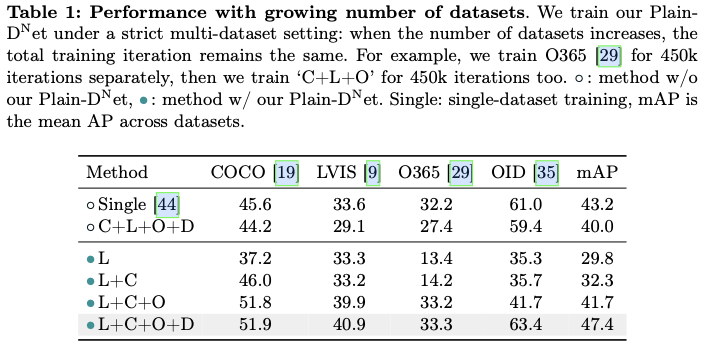 Table 1: Performance with growing number of datasets. We train our Plain-
DᴺNet under a strict multi-dataset setting: when the number of datasets increases, the
total training iteration remains the same. For example, we train O365 [29] for 450k
iterations separately, then we train ‘C+L+O’ for 450k iterations too. ○: method w/o
our Plain-Dᴺet, ●: method w/ our Plain-Dᴺet. Single: single-dataset training, mAP is
the mean AP across datasets.
Method COCO [19] LVIS [9] O365 [29] OID [35] mAP
○ Single [44] 45.6 33.6 32.2 61.0 43.2
○ C+L+O+D 44.2 29.1 27.4 59.4 40.0
● L 37.2 33.3 13.4 35.3 29.8
● L+C 46.0 33.2 14.2 35.7 32.3
● L+C+O 51.8 39.9 33.2 41.7 41.7
● L+C+O+D 51.9 40.9 33.3 63.4 47.4